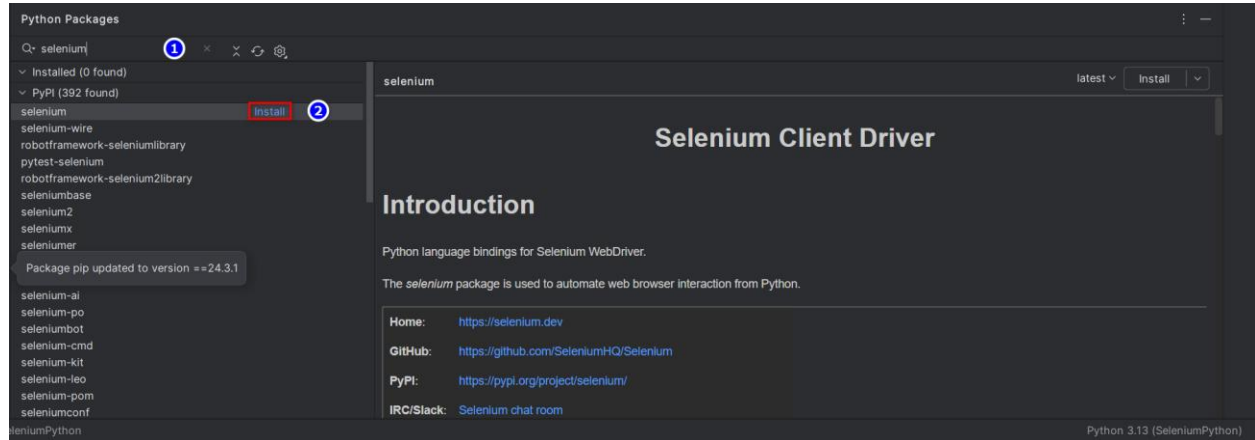 Python Packages
selenium
1
Installed (0 found)
PyPI (392 found)
selenium Install 2
selenium-wire
robotframework-seleniumlibrary
pytest-selenium
robotframework-selenium2library
seleniumbase
selenium2
seleniumx
seleniumer
Package pip updated to version ==24.3.1
selenium-ai
selenium-po
seleniumbot
selenium-cmd
selenium-kit
selenium-leo
selenium-pom
seleniumconf
selenium
latest Install
Selenium Client Driver
Introduction
Python language bindings for Selenium WebDriver.
The selenium package is used to automate web browser interaction from Python.
Home: https://selenium.dev
GitHub: https://github.com/SeleniumHQ/Selenium
PyPI: https://pypi.org/project/selenium/
IRC/Slack: Selenium chat room
eleniumPython
Python 3.13 (SeleniumPython)